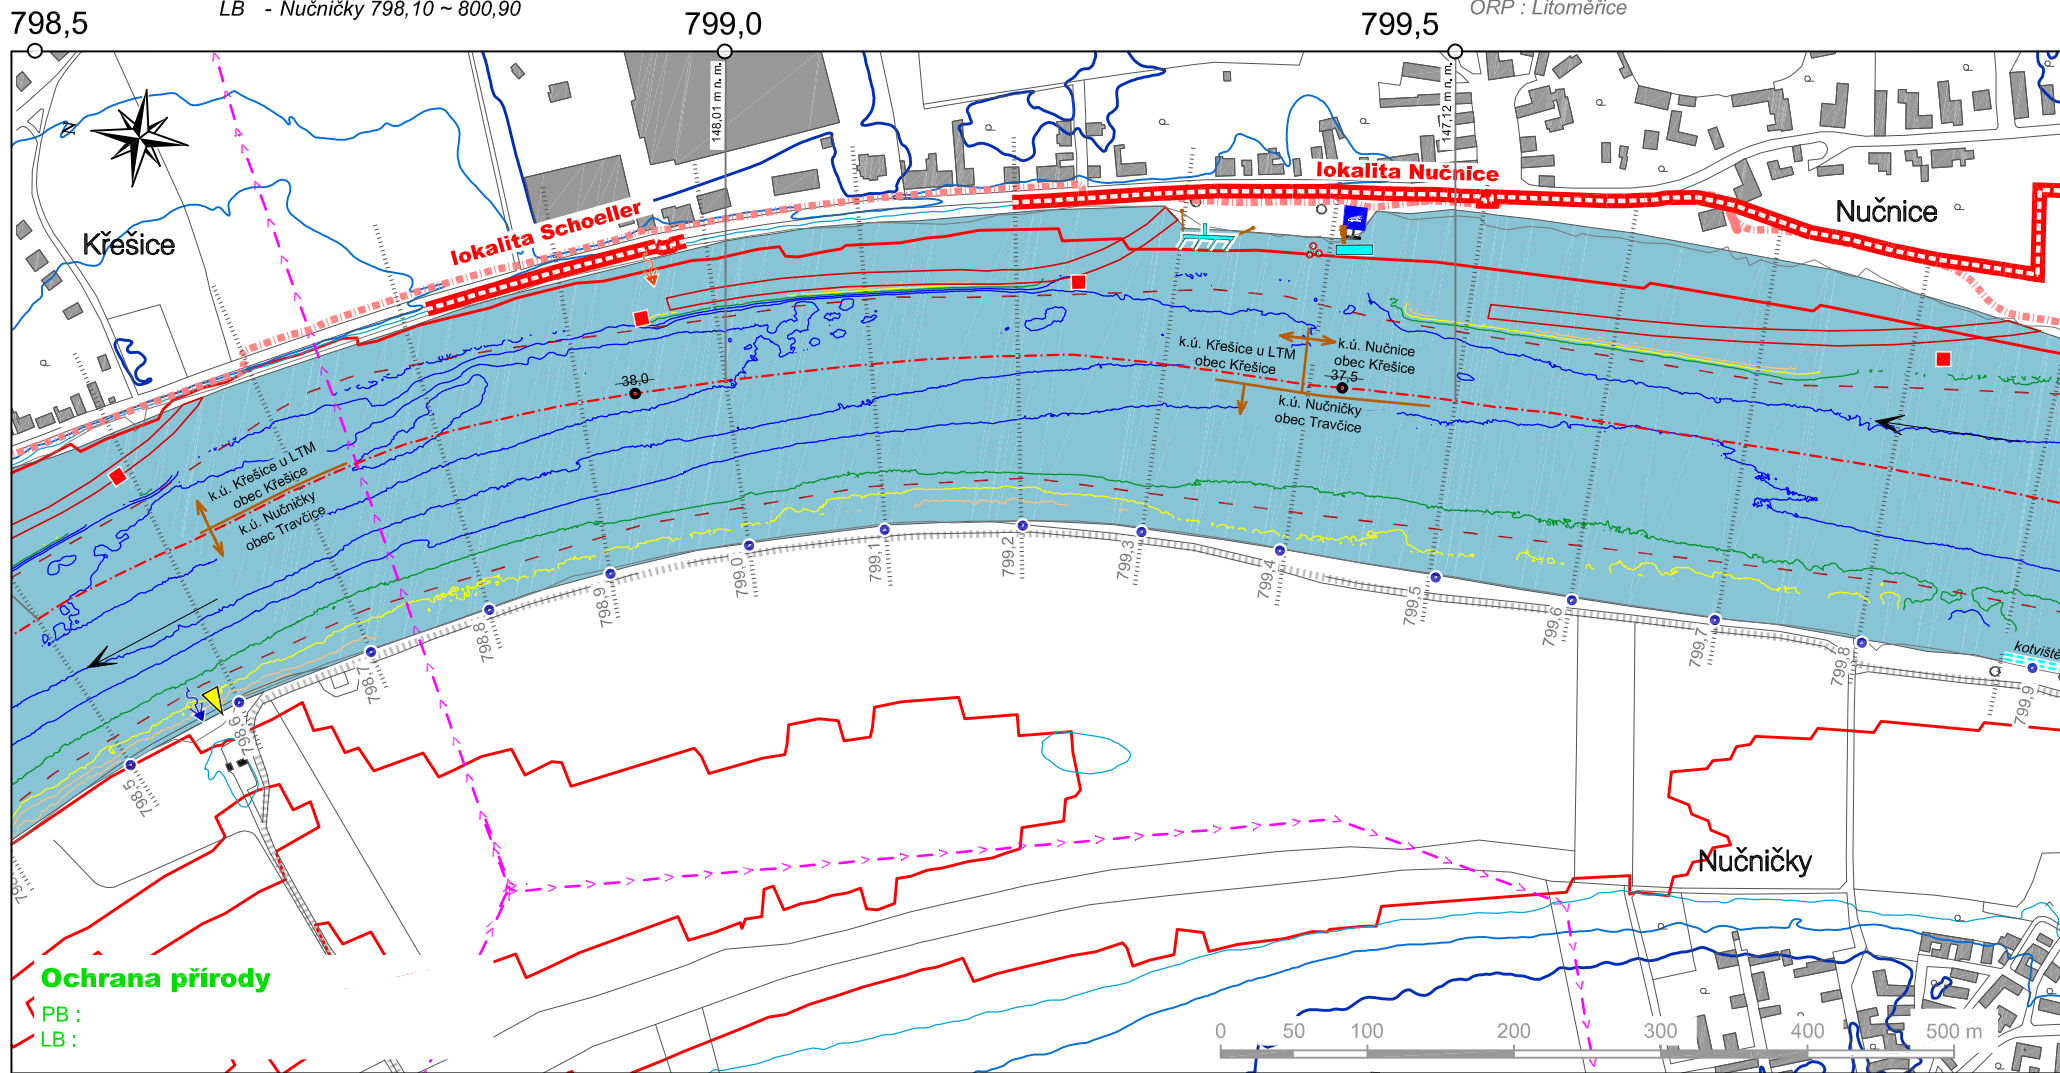 LB - Nučničky 798,10 ~ 800,90
ORP : Litoměřice
798,5
799,0
799,5
148,01 m n. m.
147,12 m n. m.
N
Křešice
lokalita Schoeller
lokalita Nučnice
Nučnice
38,0
37,5
k.ú. Křešice u LTM
obec Křešice
k.ú. Nučnice
obec Křešice
k.ú. Nučničky
obec Travčice
k.ú. Křešice u LTM
obec Křešice
k.ú. Nučničky
obec Travčice
798,5
798,6
798,7
798,8
798,9
799,0
799,1
799,2
799,3
799,4
799,5
799,6
799,7
799,8
799,9
kotviště
Nučničky
Ochrana přírody
PB :
LB :
0 50 100 200 300 400 500 m